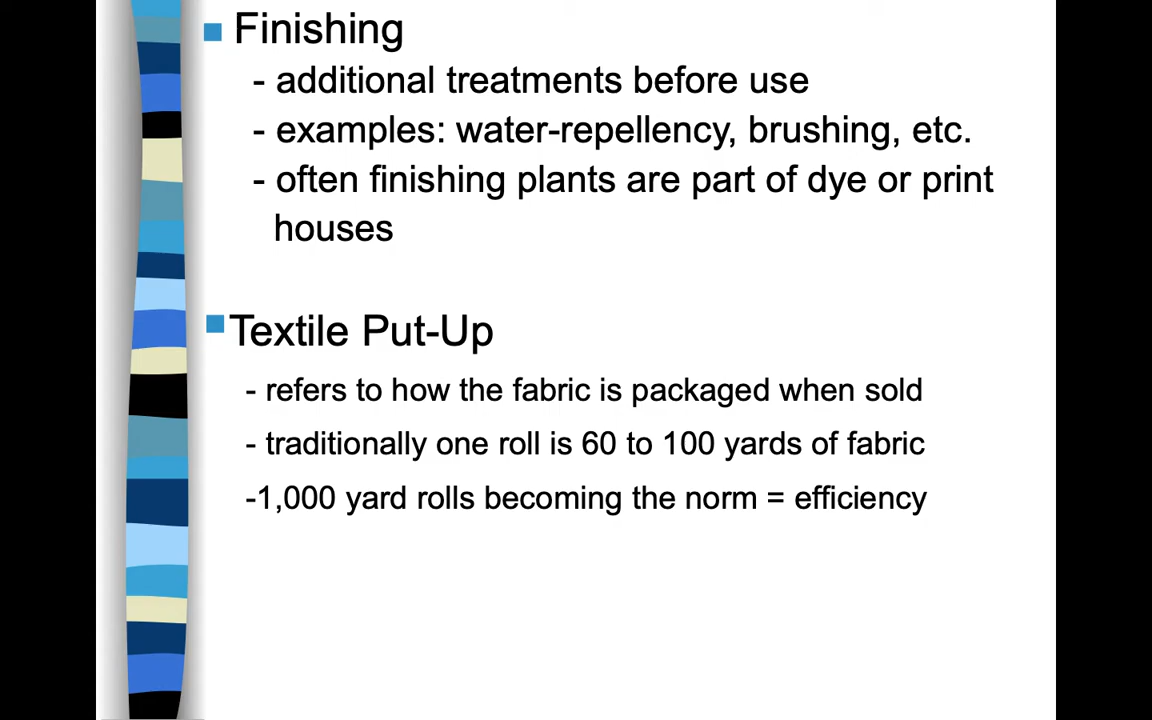 Finishing
- additional treatments before use
- examples: water-repellency, brushing, etc.
- often finishing plants are part of dye or print
houses
Textile Put-Up
- refers to how the fabric is packaged when sold
- traditionally one roll is 60 to 100 yards of fabric
-1,000 yard rolls becoming the norm = efficiency